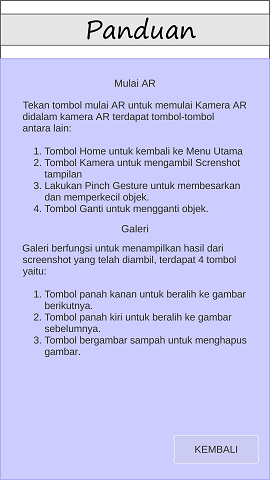 Panduan
Mulai AR
Tekan tombol mulai AR untuk memulai Kamera AR
didalam kamera AR terdapat tombol-tombol
antara lain:
1. Tombol Home untuk kembali ke Menu Utama
2. Tombol Kamera untuk mengambil Screnshot
tampilan
3. Lakukan Pinch Gesture untuk membesarkan
dan memperkecil objek.
4. Tombol Ganti untuk mengganti objek.
Galeri
Galeri berfungsi untuk menampilkan hasil dari
screenshot yang telah diambil, terdapat 4 tombol
yaitu:
1. Tombol panah kanan untuk beralih ke gambar
berikutnya.
2. Tombol panah kiri untuk beralih ke gambar
sebelumnya.
3. Tombol bergambar sampah untuk menghapus
gambar.
KEMBALI